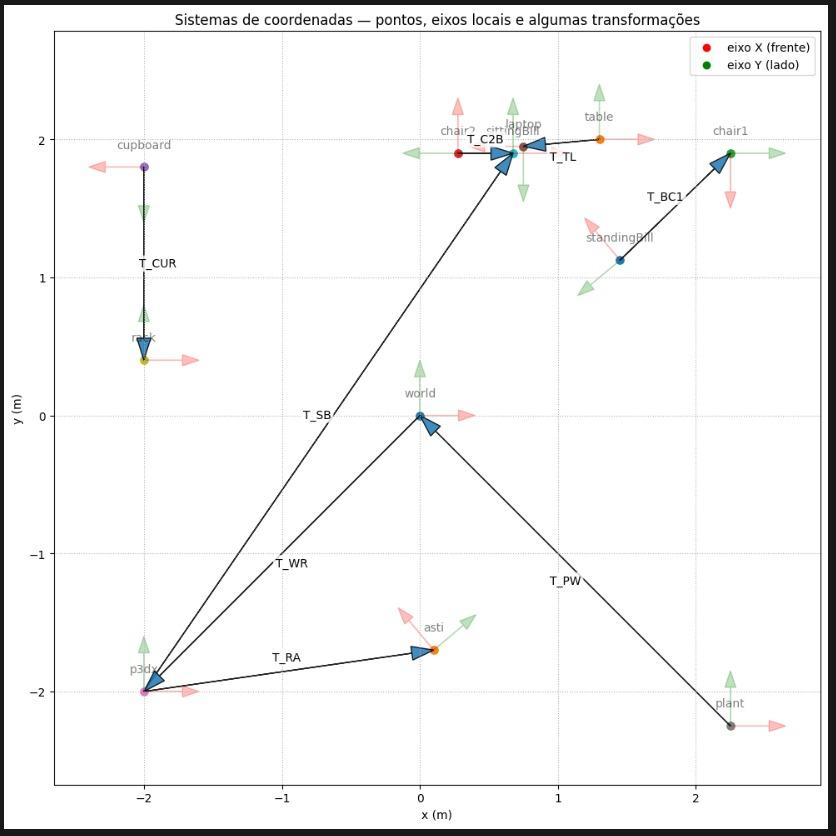 Sistemas de coordenadas — pontos, eixos locais e algumas transformações
eixo X (frente)
eixo Y (lado)
cupboard
chair2
sittingBill
laptop
table
chair1
T_C2B
T_TL
T_BC1
standingBill
T_CUR
rack
world
T_SB
T_WR
T_PW
asti
T_RA
p3dx
plant
2
1
0
−1
−2
−2
−1
0
1
2
x (m)
y (m)